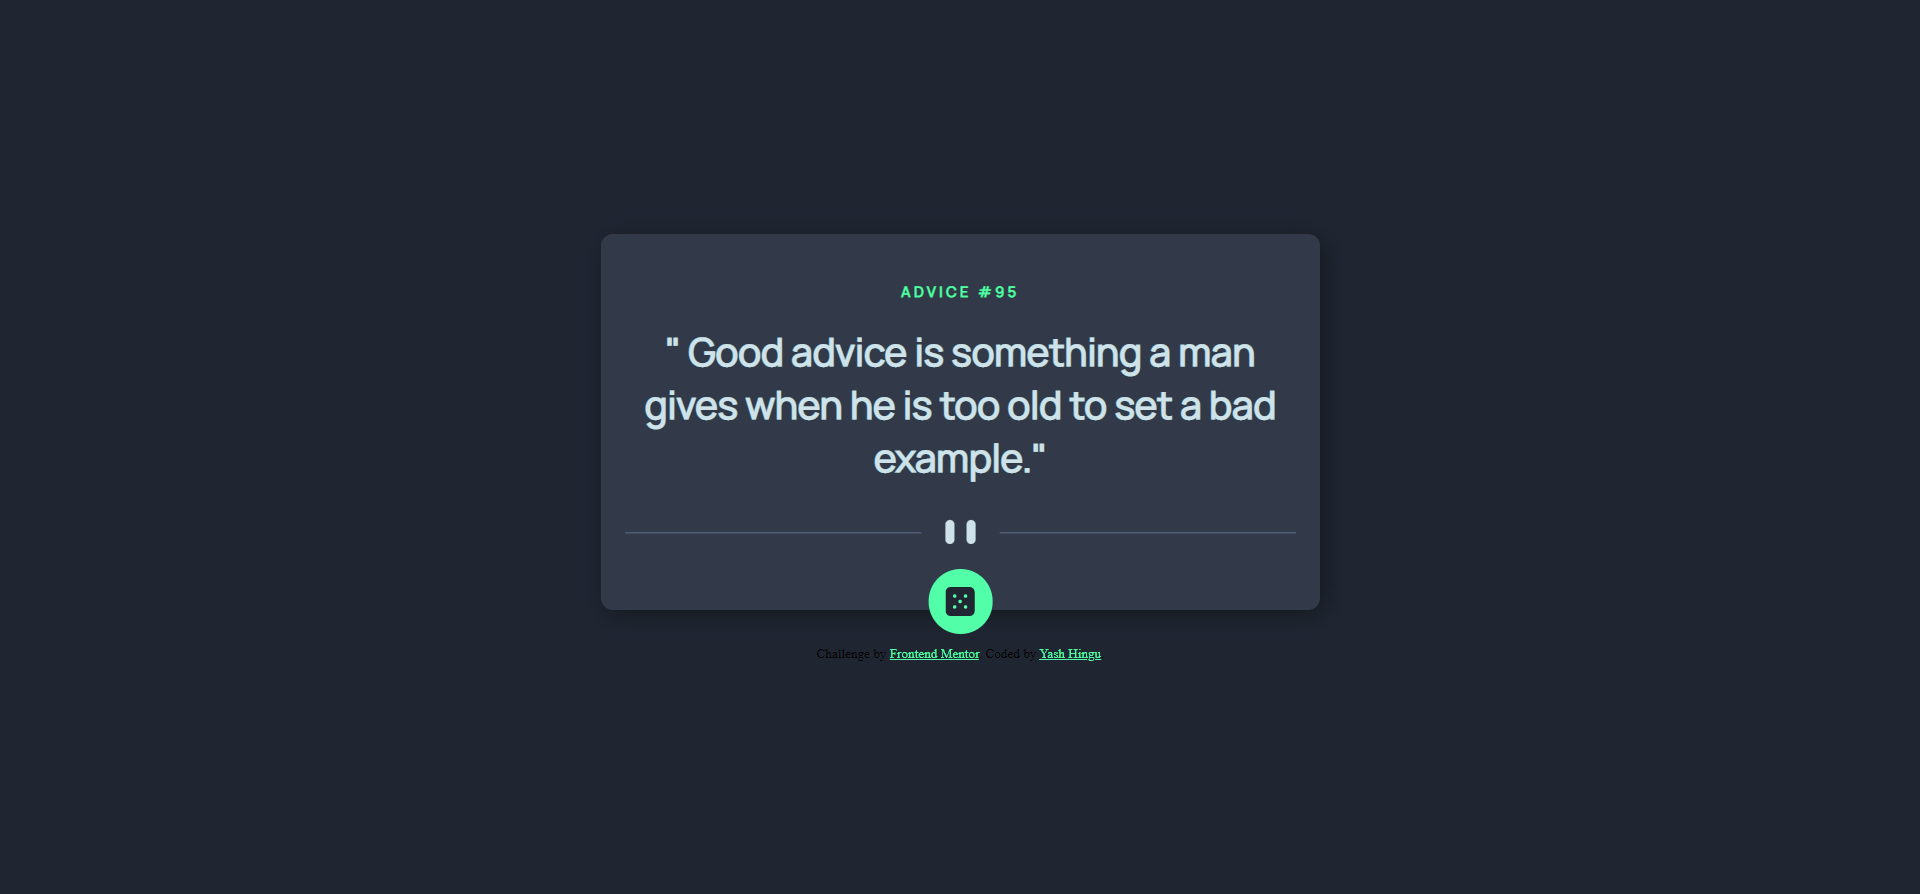 ADVICE #95
" Good advice is something a man
gives when he is too old to set a bad
example."
Challenge by Frontend Mentor. Coded by Yash Hingu.